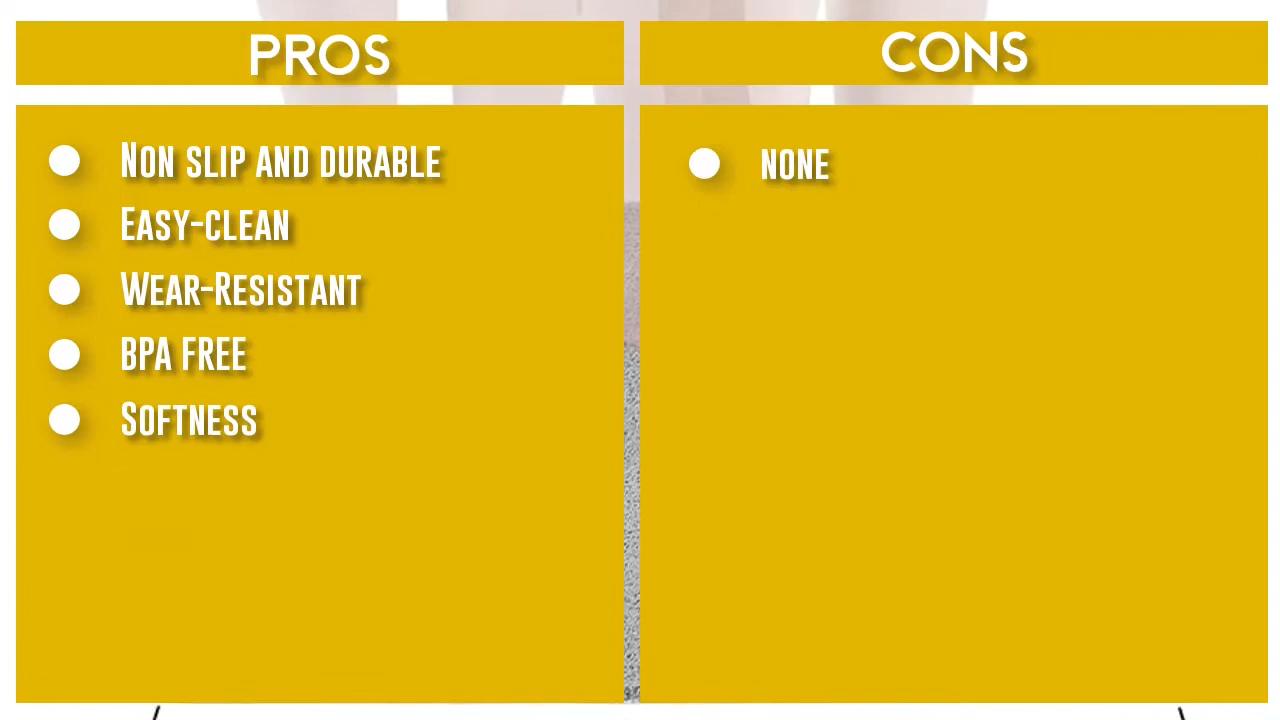 PROS
Non slip and durable
Easy-clean
Wear-Resistant
BPA FREE
Softness
CONS
NONE